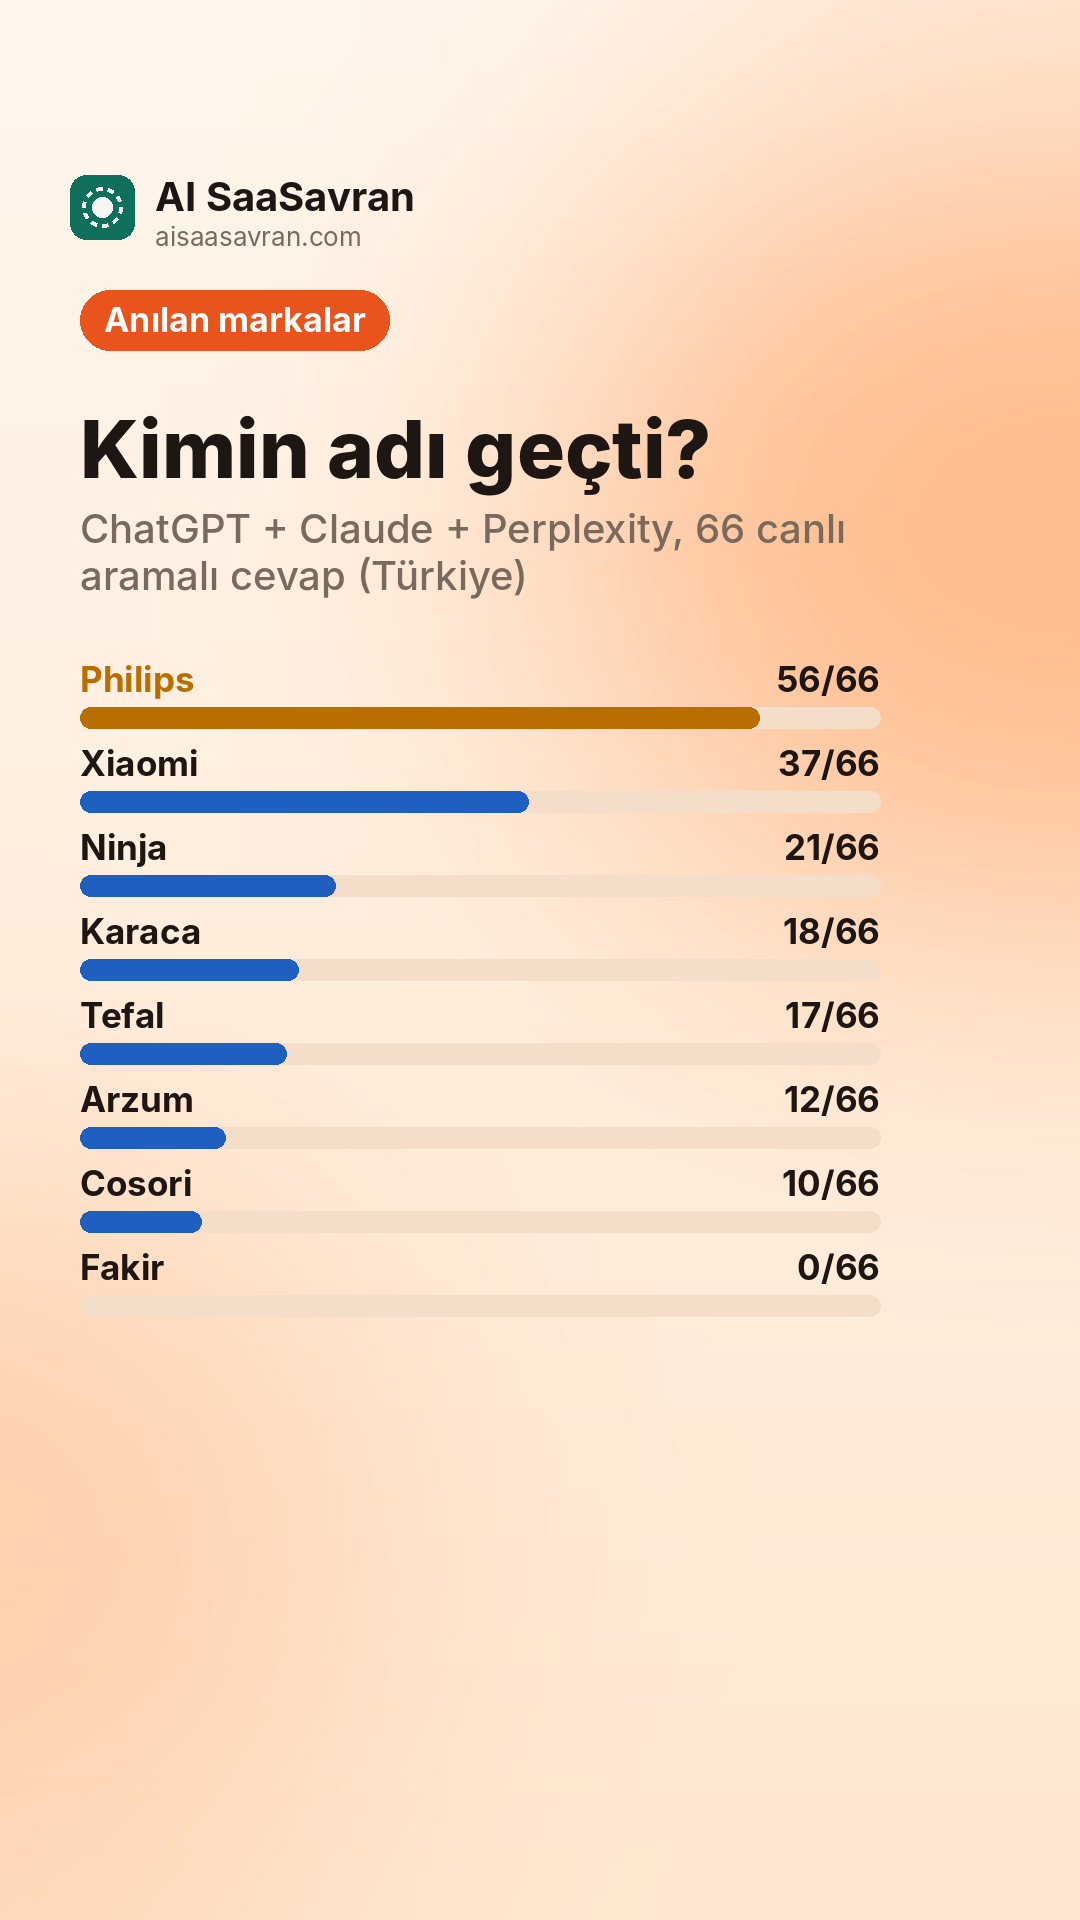 AI SaaSavran
aisaasavran.com
Anılan markalar
Kimin adı geçti?
ChatGPT + Claude + Perplexity, 66 canlı
aramalı cevap (Türkiye)
Philips 56/66
Xiaomi 37/66
Ninja 21/66
Karaca 18/66
Tefal 17/66
Arzum 12/66
Cosori 10/66
Fakir 0/66